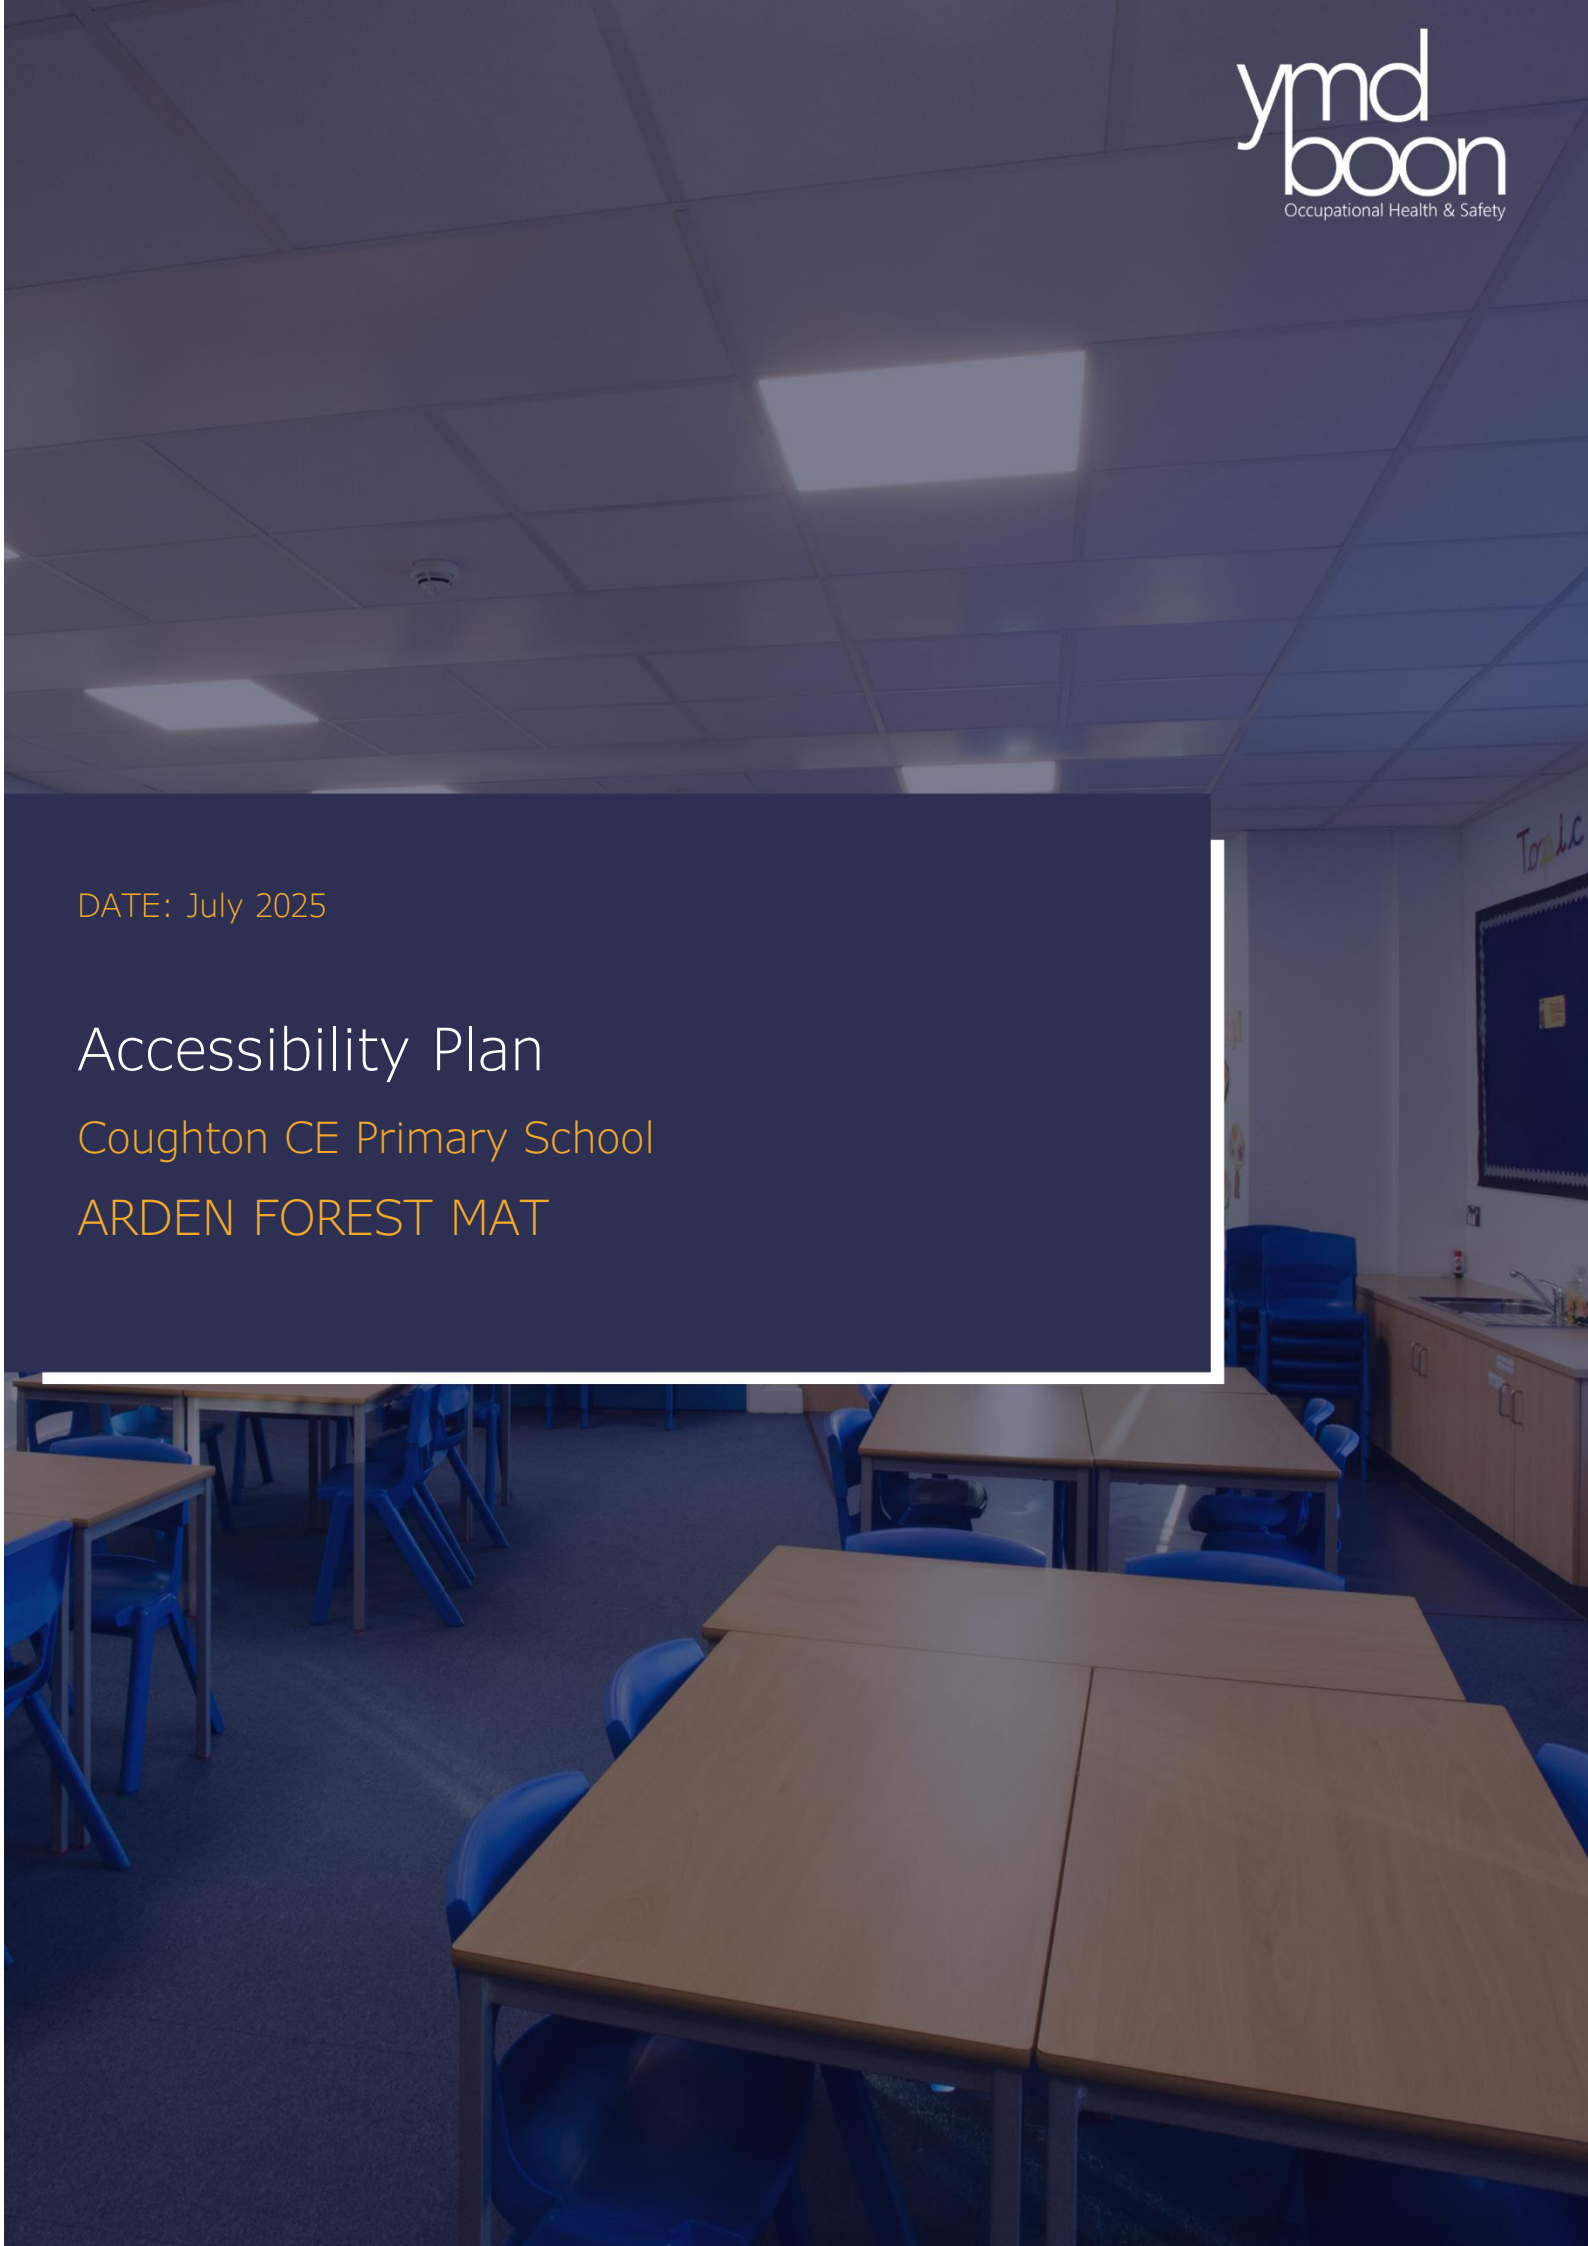 ymd
boon
Occupational Health & Safety
DATE: July 2025
Accessibility Plan
Coughton CE Primary School
ARDEN FOREST MAT
Topic